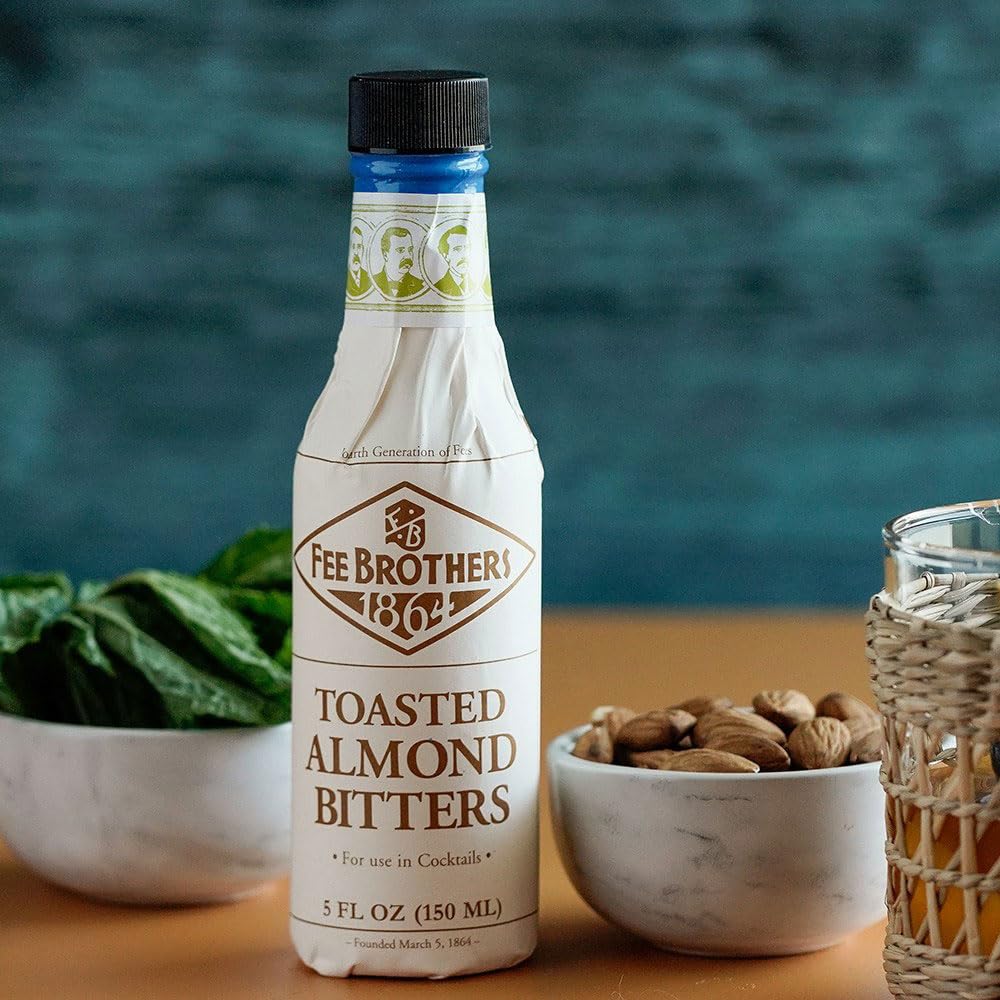 Generation of Fees
FB
FEE BROTHERS
1864
TOASTED
ALMOND
BITTERS
• For use in Cocktails •
5 FL OZ (150 ML)
– Founded March 5, 1864 –